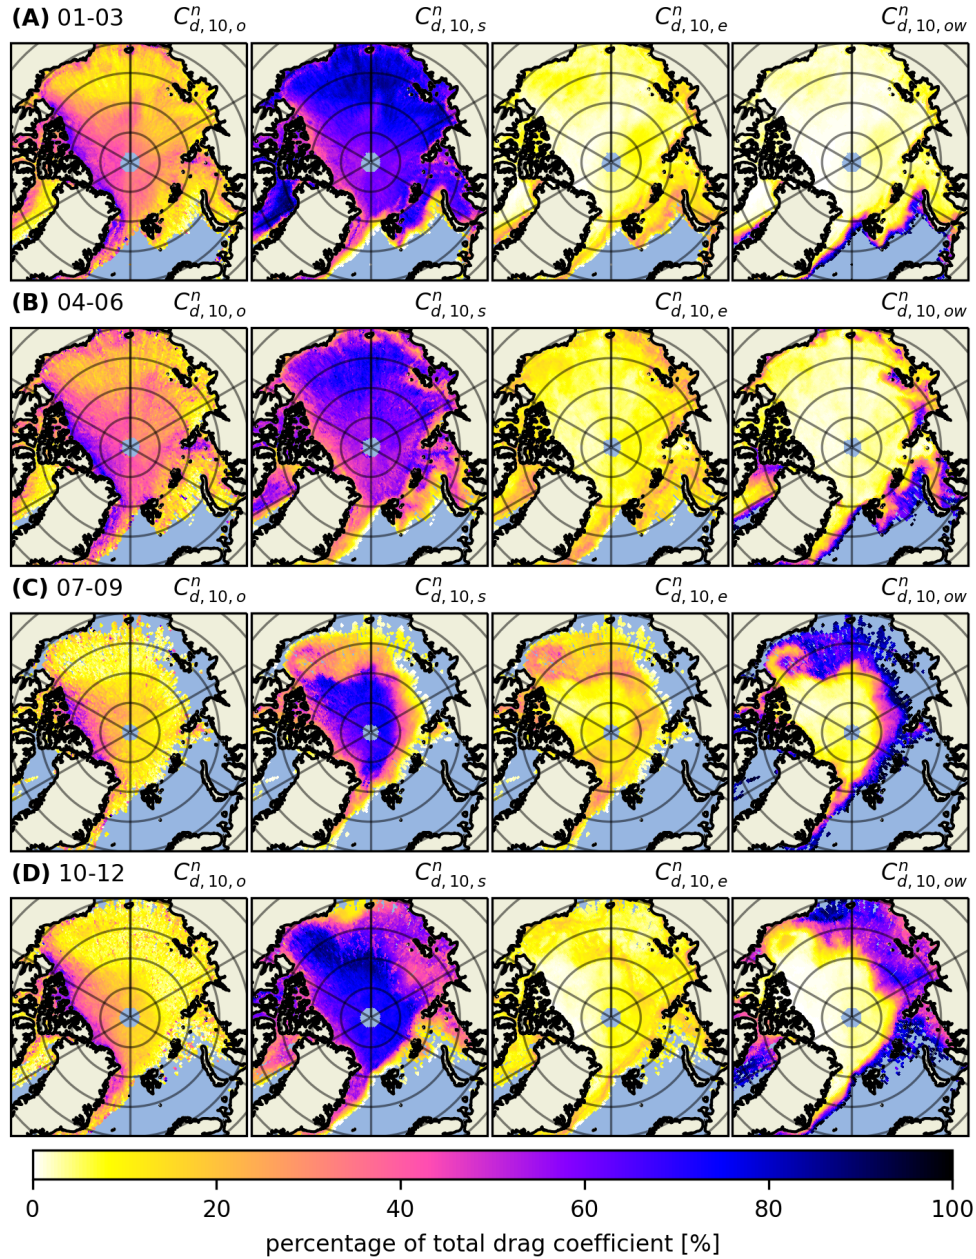 (A) 01-03 C^n_{d, 10, o} C^n_{d, 10, s} C^n_{d, 10, e} C^n_{d, 10, ow}
(B) 04-06 C^n_{d, 10, o} C^n_{d, 10, s} C^n_{d, 10, e} C^n_{d, 10, ow}
(C) 07-09 C^n_{d, 10, o} C^n_{d, 10, s} C^n_{d, 10, e} C^n_{d, 10, ow}
(D) 10-12 C^n_{d, 10, o} C^n_{d, 10, s} C^n_{d, 10, e} C^n_{d, 10, ow}
0 20 40 60 80 100
percentage of total drag coefficient [%]